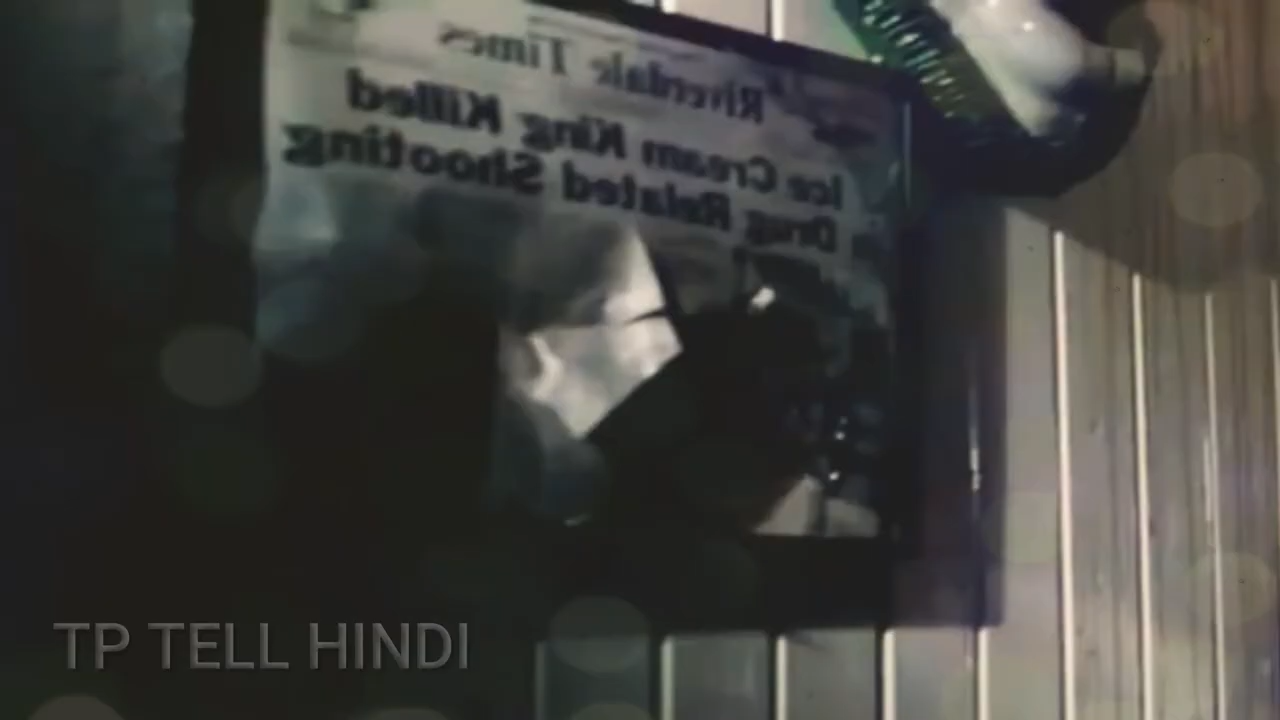 Riverdale Times
Ice Cream King Killed
Drug Related Shooting
TP TELL HINDI